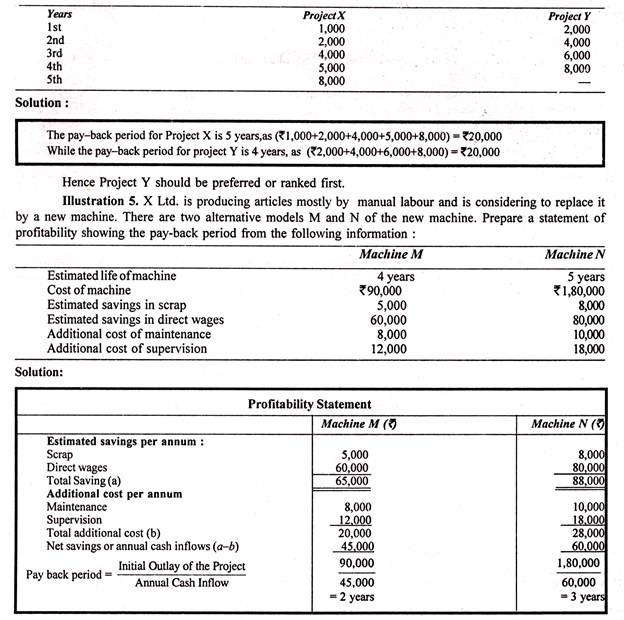 Years Project X Project Y
1st 1,000 2,000
2nd 2,000 4,000
3rd 4,000 6,000
4th 5,000 8,000
5th 8,000 —
Solution :
The pay–back period for Project X is 5 years,as (₹1,000+2,000+4,000+5,000+8,000) = ₹20,000
While the pay–back period for project Y is 4 years, as (₹2,000+4,000+6,000+8,000) = ₹20,000
Hence Project Y should be preferred or ranked first.
Illustration 5. X Ltd. is producing articles mostly by manual labour and is considering to replace it
by a new machine. There are two alternative models M and N of the new machine. Prepare a statement of
profitability showing the pay-back period from the following information :
Machine M Machine N
Estimated life of machine 4 years 5 years
Cost of machine ₹90,000 ₹1,80,000
Estimated savings in scrap 5,000 8,000
Estimated savings in direct wages 60,000 80,000
Additional cost of maintenance 8,000 10,000
Additional cost of supervision 12,000 18,000
Solution:
Profitability Statement
Machine M (₹) Machine N (₹)
Estimated savings per annum :
Scrap 5,000 8,000
Direct wages 60,000 80,000
Total Saving (a) 65,000 88,000
Additional cost per annum
Maintenance 8,000 10,000
Supervision 12,000 18,000
Total additional cost (b) 20,000 28,000
Net savings or annual cash inflows (a–b) 45,000 60,000
Pay back period = Initial Outlay of the Project / Annual Cash Inflow 90,000 / 45,000 1,80,000 / 60,000
= 2 years = 3 years